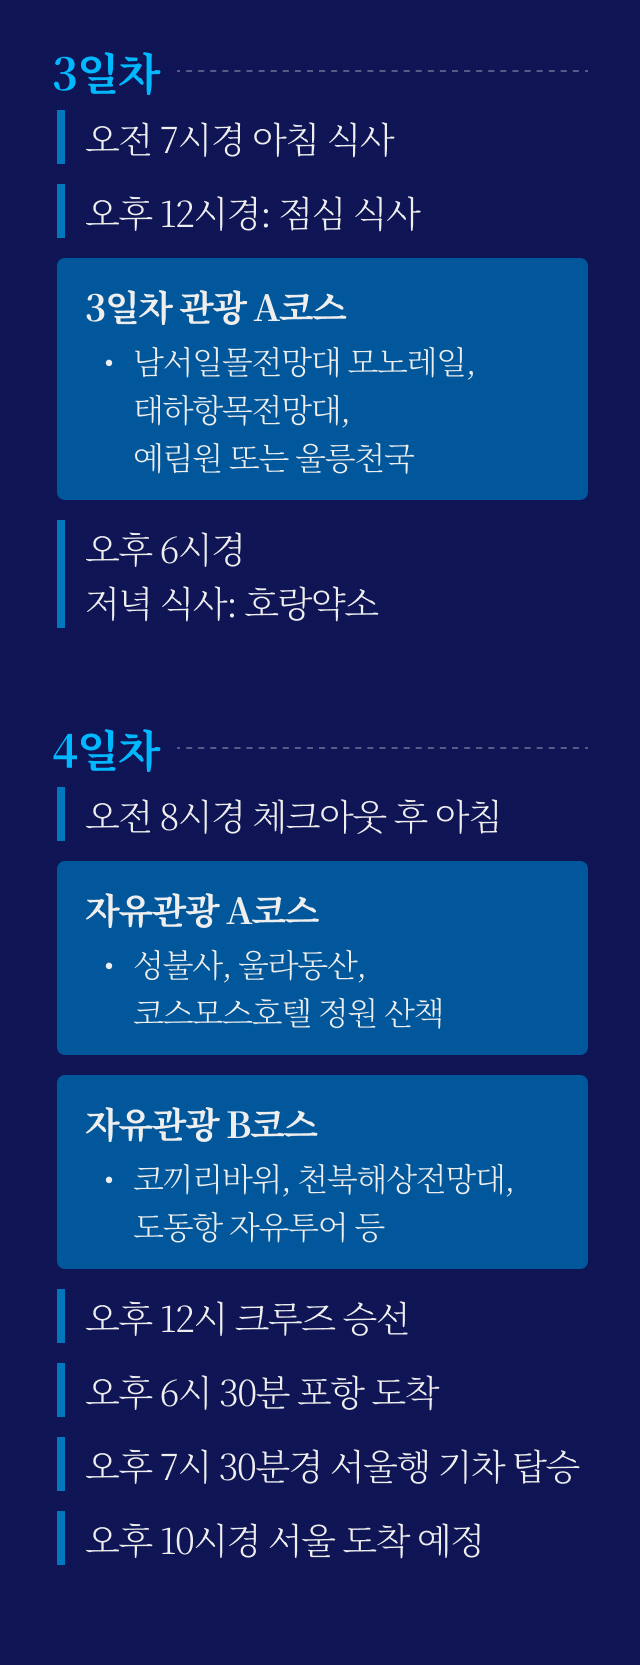 3일차
오전 7시경 아침 식사
오후 12시경: 점심 식사
3일차 관광 A코스
• 남서일몰전망대 모노레일,
태하항목전망대,
예림원 또는 울릉천국
오후 6시경
저녁 식사: 호랑약소
4일차
오전 8시경 체크아웃 후 아침
자유관광 A코스
• 성불사, 울라동산,
코스모스호텔 정원 산책
자유관광 B코스
• 코끼리바위, 천북해상전망대,
도동항 자유투어 등
오후 12시 크루즈 승선
오후 6시 30분 포항 도착
오후 7시 30분경 서울행 기차 탑승
오후 10시경 서울 도착 예정